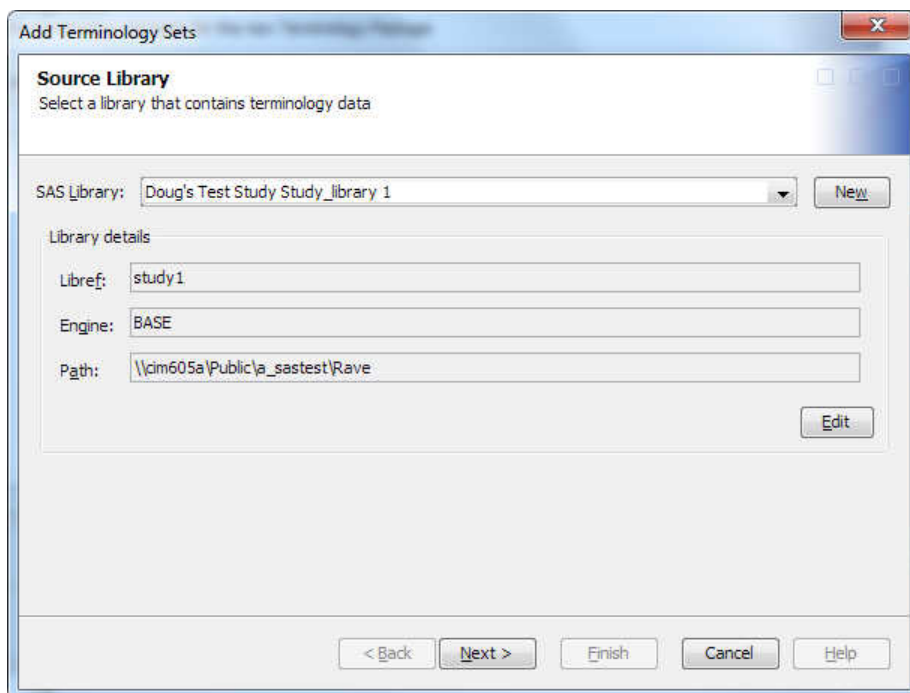 Add Terminology Sets
Source Library
Select a library that contains terminology data
SAS Library: Doug's Test Study Study_library 1 New
Library details
Libref: study1
Engine: BASE
Path: \\cim605a\Public\a_sastest\Rave
Edit
< Back Next > Finish Cancel Help